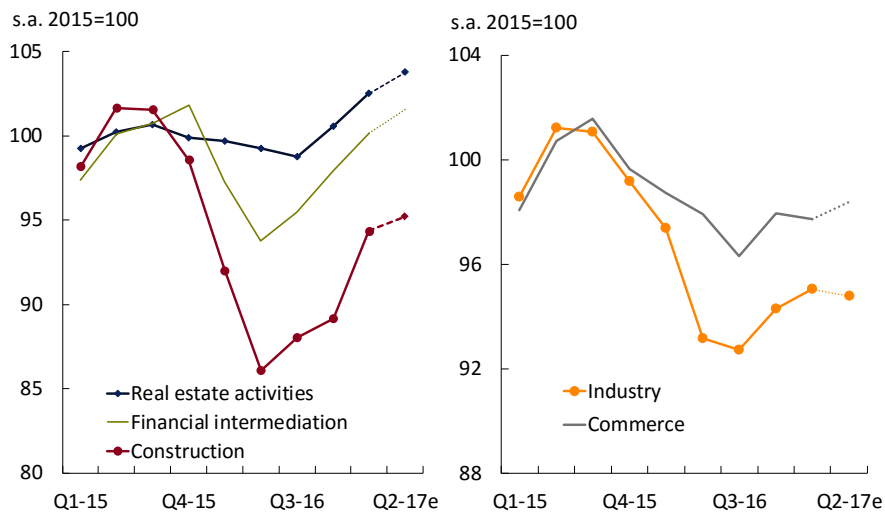 s.a. 2015=100
105
100
95
90
85
80
Real estate activities
Financial intermediation
Construction
Q1-15 Q4-15 Q3-16 Q2-17e
s.a. 2015=100
104
100
96
92
88
Industry
Commerce
Q1-15 Q4-15 Q3-16 Q2-17e